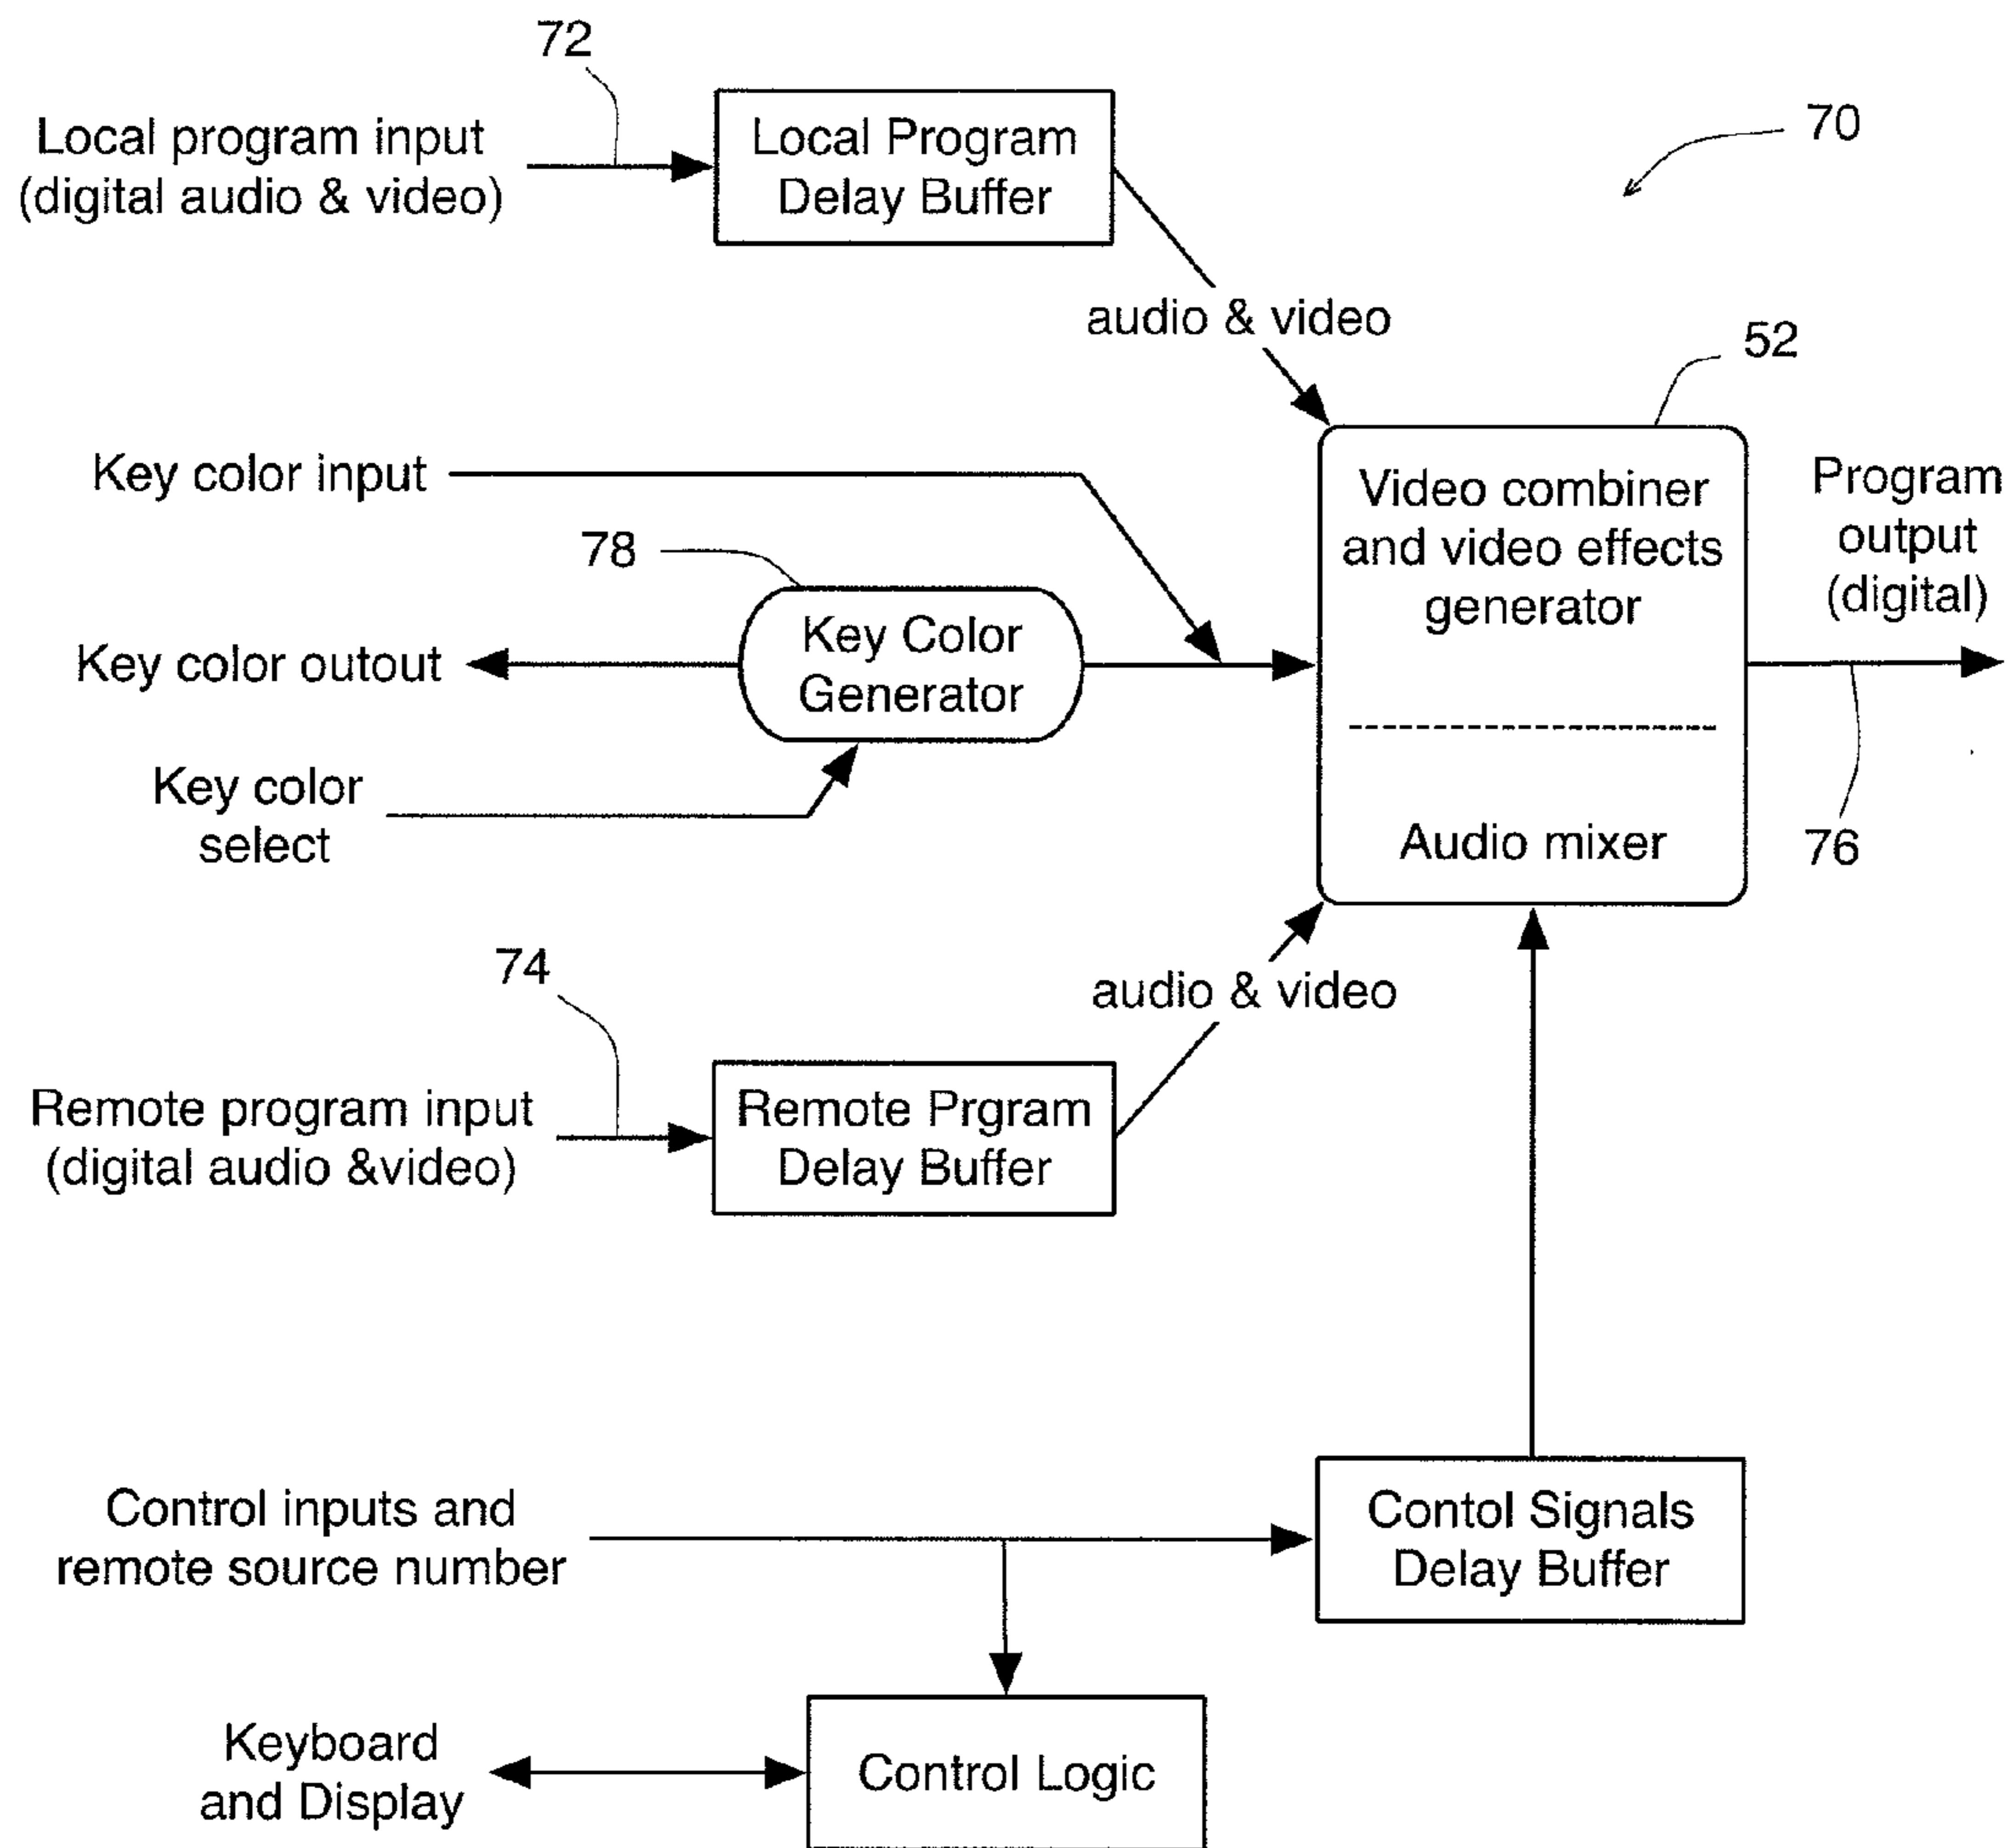 72
Local program input
(digital audio & video)
Local Program
Delay Buffer
70
audio & video
52
Key color input
Video combiner
and video effects
generator
Program
output
(digital)
78
Key Color
Generator
Key color outout
Key color
select
Audio mixer
76
74
audio & video
Remote program input
(digital audio &video)
Remote Prgram
Delay Buffer
Control inputs and
remote source number
Contol Signals
Delay Buffer
Keyboard
and Display
Control Logic